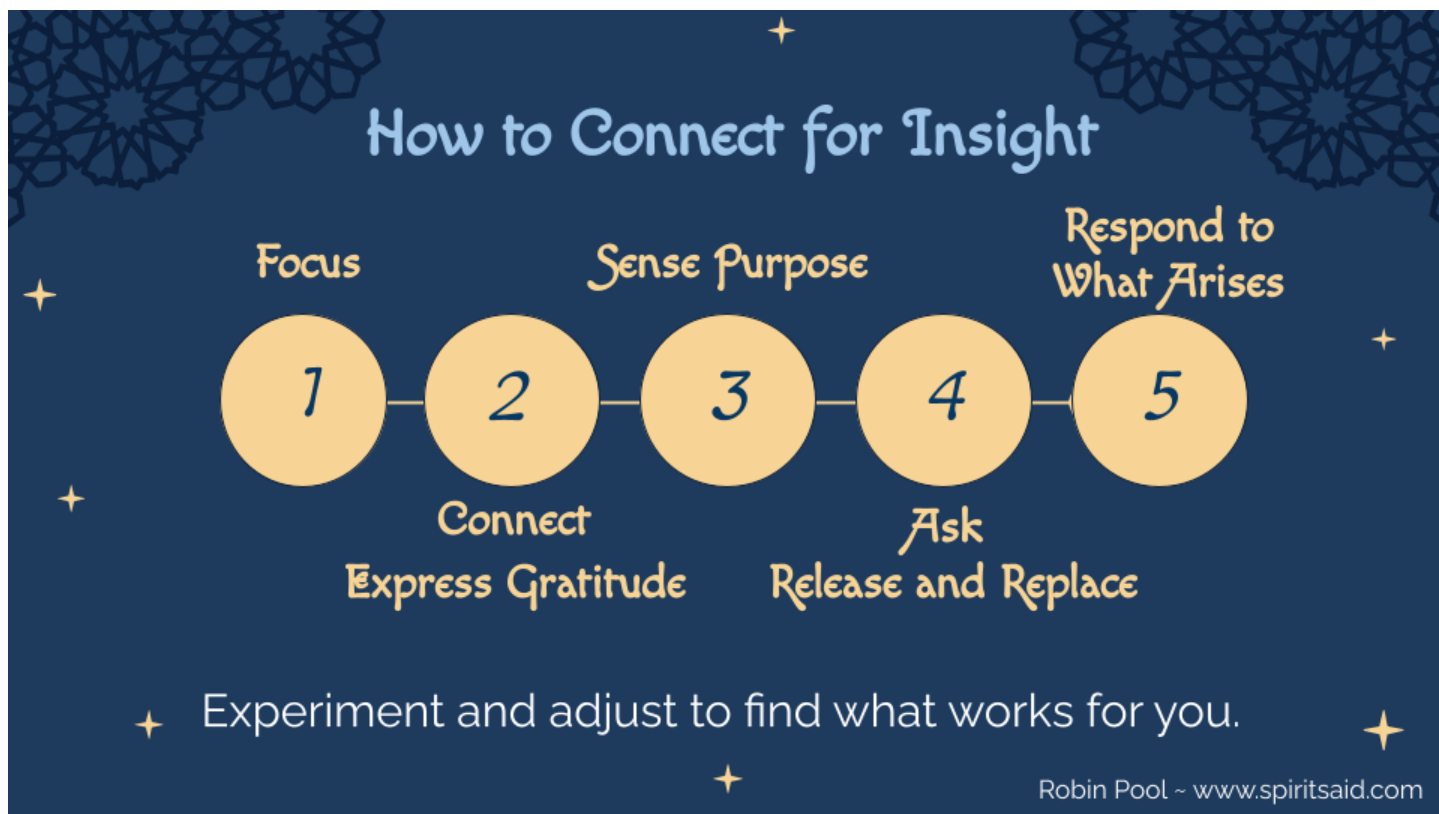 How to Connect for Insight
Focus
1
2
Connect
Express Gratitude
Sense Purpose
3
4
Ask
Release and Replace
Respond to
What Arises
5
Experiment and adjust to find what works for you.
Robin Pool ~ www.spiritsaid.com